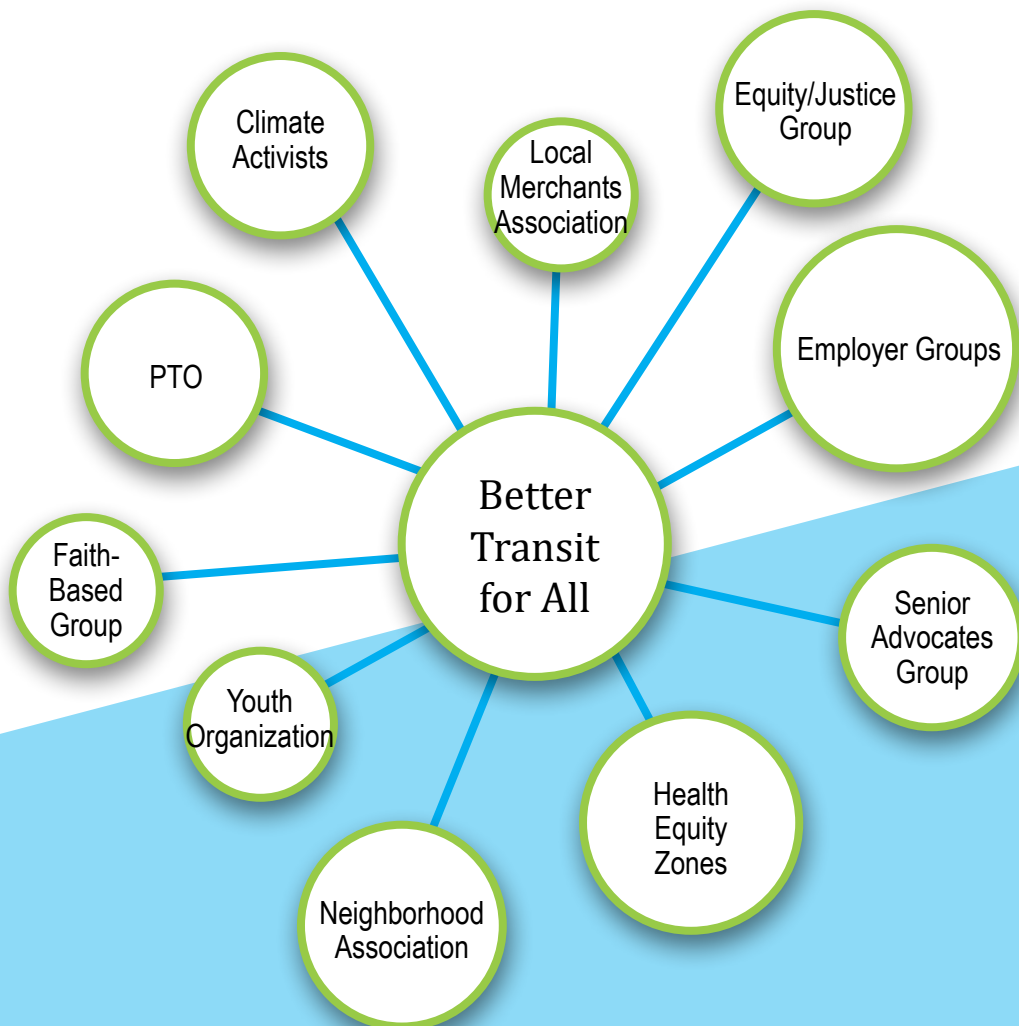 Climate
Activists
Local
Merchants
Association
Equity/Justice
Group
Employer Groups
PTO
Better
Transit
for All
Faith-
Based
Group
Senior
Advocates
Group
Youth
Organization
Health
Equity
Zones
Neighborhood
Association